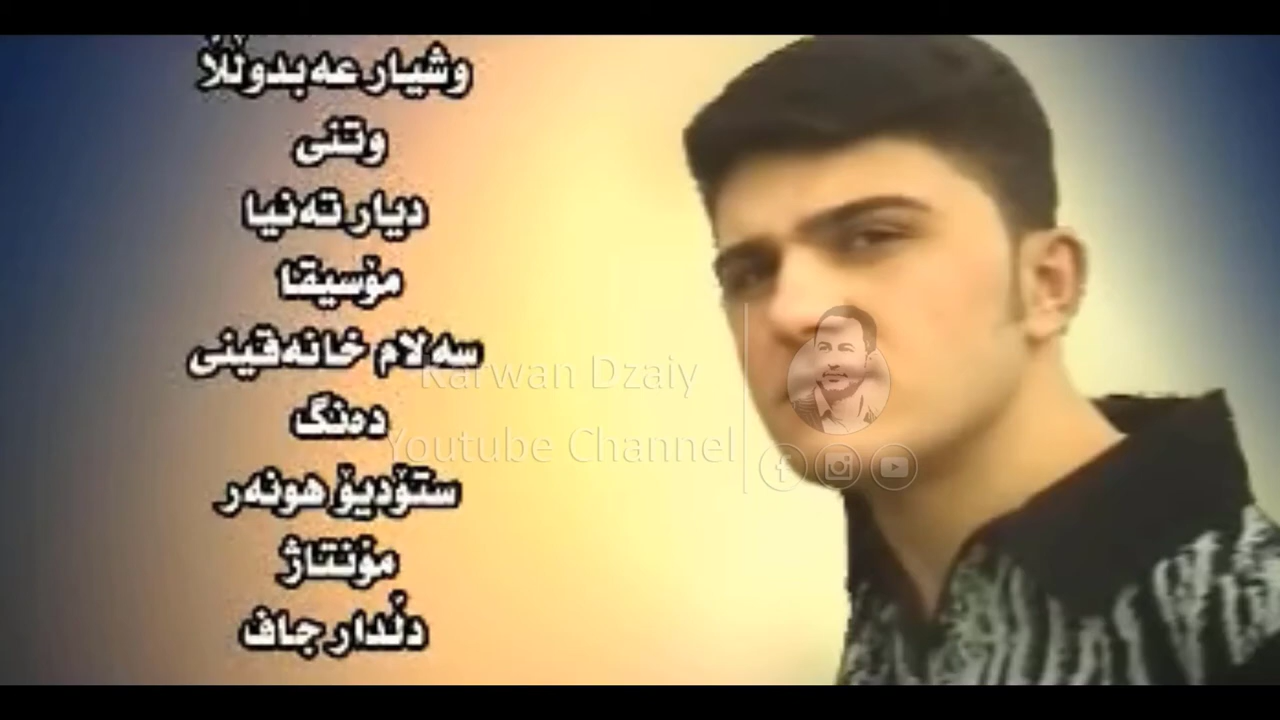 وشیار عەبدوڵڵا
وتنی
دیار تەنیا
مۆسیقا
سەلام خانەقینی
دەنگ
ستۆدیۆ هونەر
مۆنتاژ
دڵدار جاف
Karwan Dzaiy
Youtube Channel